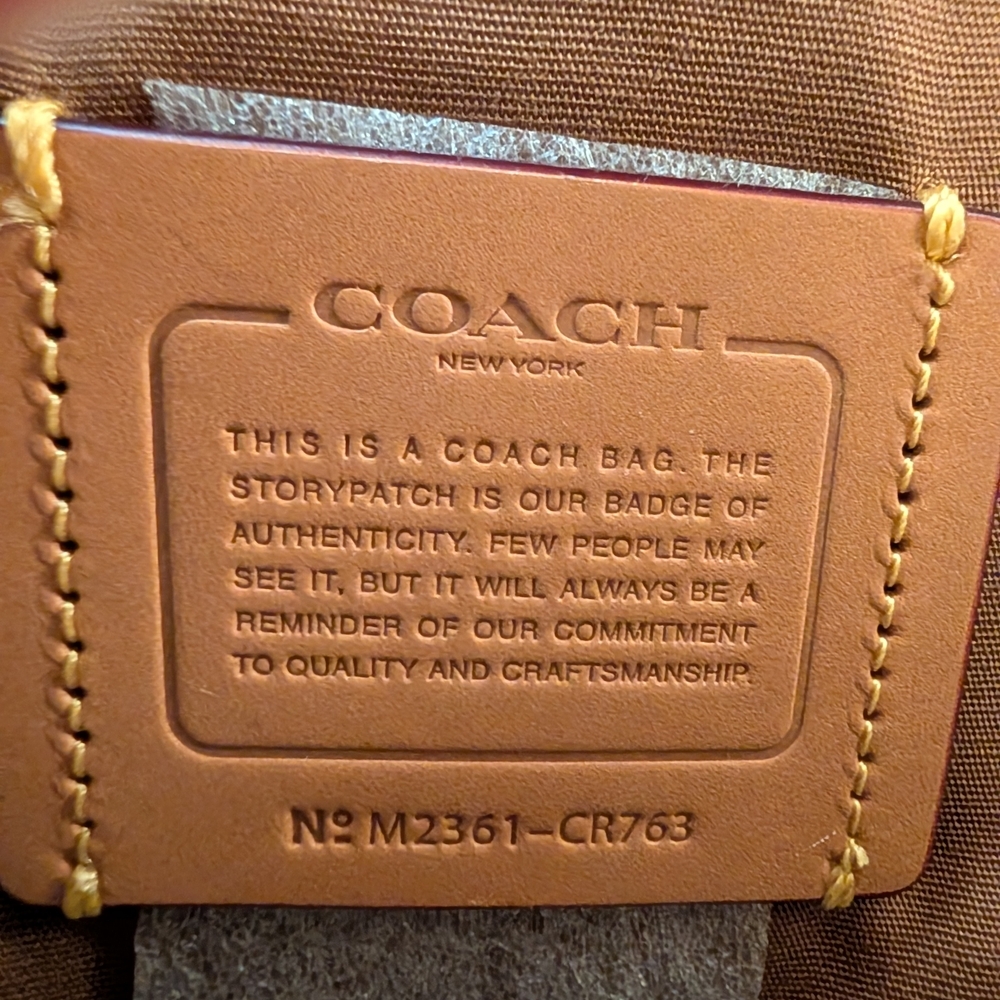 COACH
NEW YORK
THIS IS A COACH BAG. THE
STORYPATCH IS OUR BADGE OF
AUTHENTICITY. FEW PEOPLE MAY
SEE IT, BUT IT WILL ALWAYS BE A
REMINDER OF OUR COMMITMENT
TO QUALITY AND CRAFTSMANSHIP.
Nº M2361–CR763